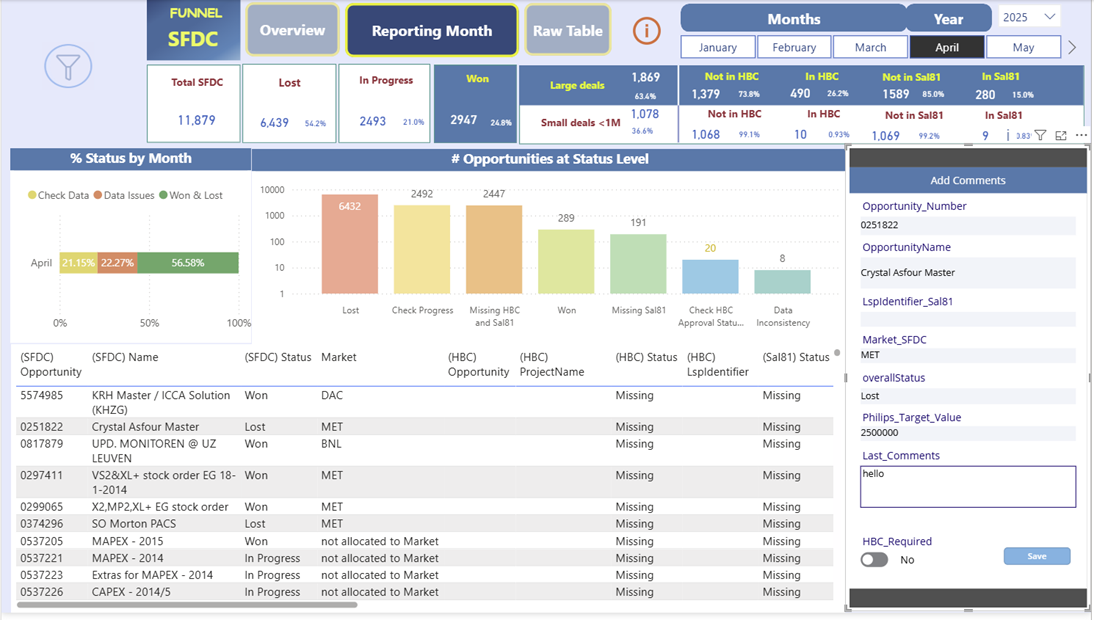 FUNNEL
SFDC
Overview
Reporting Month
Raw Table
i
Months
Year
2025
January
February
March
April
May
Total SFDC
11,879
Lost
6,439 54.2%
In Progress
2493 21.0%
Won
2947 24.8%
Large deals
1,869
63.4%
Small deals <1M
1,078
36.6%
Not in HBC
1,379 73.8%
In HBC
490 26.2%
Not in Sal81
1589 85.0%
In Sal81
280 15.0%
Not in HBC
1,068 99.1%
In HBC
10 0.93%
Not in Sal81
1,069 99.2%
In Sal81
9
% Status by Month
Check Data Data Issues Won & Lost
April 21.15% 22.27% 56.58%
0% 50% 100%
# Opportunities at Status Level
10000
1000
100
10
1
6432
2492
2447
289
191
20
8
Lost
Check Progress
Missing HBC
and Sal81
Won
Missing Sal81
Check HBC
Approval Statu...
Data
Inconsistency
(SFDC)
Opportunity
(SFDC) Name
(SFDC) Status
Market
(HBC)
Opportunity
(HBC)
ProjectName
(HBC) Status
(HBC)
LspIdentifier
(Sal81) Status
5574985 KRH Master / ICCA Solution Won DAC Missing Missing
(KHZG)
0251822 Crystal Asfour Master Lost MET Missing Missing
0817879 UPD. MONITOREN @ UZ Won BNL Missing Missing
LEUVEN
0297411 VS2&XL+ stock order EG 18- Won MET Missing Missing
1-2014
0299065 X2,MP2,XL+ EG stock order Won MET Missing Missing
0374296 SO Morton PACS Lost MET Missing Missing
0537205 MAPEX - 2015 Won not allocated to Market Missing Missing
0537221 MAPEX - 2014 In Progress not allocated to Market Missing Missing
0537223 Extras for MAPEX - 2014 In Progress not allocated to Market Missing Missing
0537226 CAPEX - 2014/5 In Progress not allocated to Market Missing Missing
Add Comments
Opportunity_Number
0251822
OpportunityName
Crystal Asfour Master
LspIdentifier_Sal81
Market_SFDC
MET
overallStatus
Lost
Philips_Target_Value
2500000
Last_Comments
hello
HBC_Required
No
Save